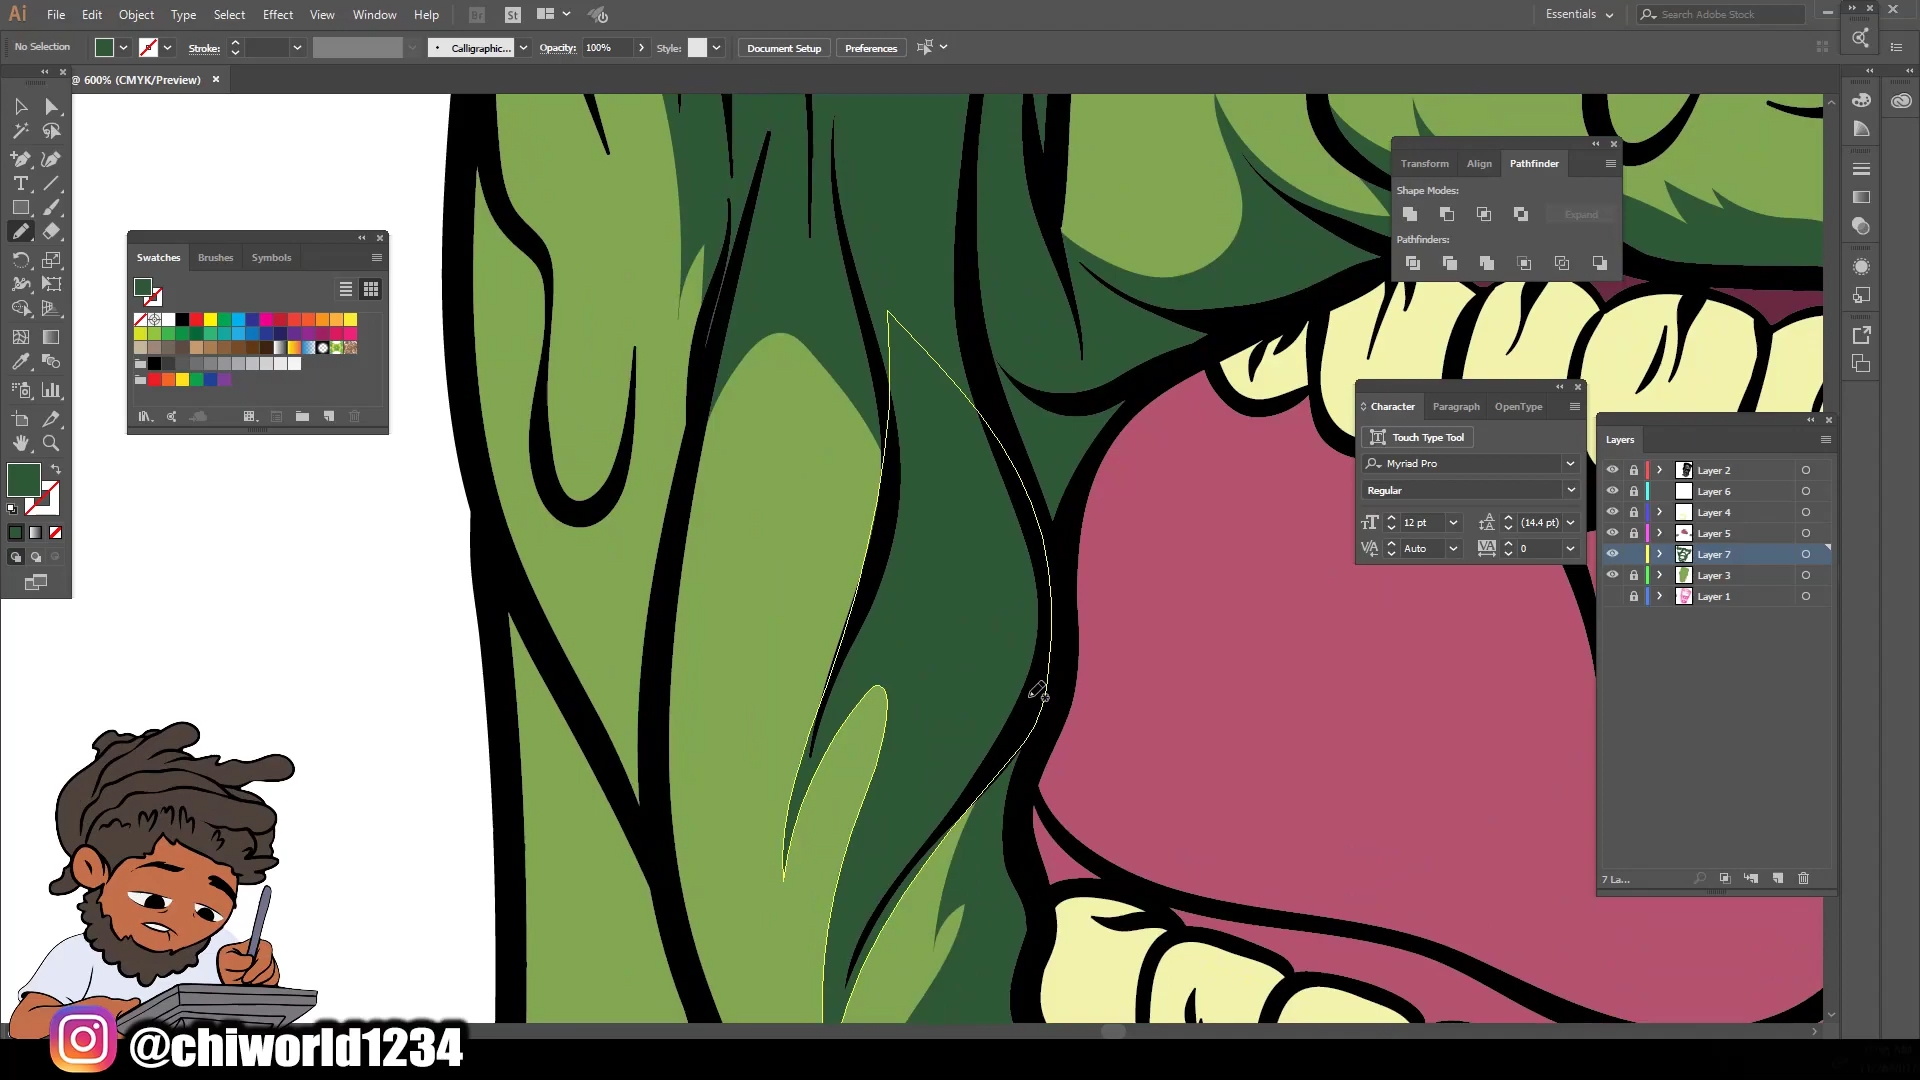 Ai File Edit Object Type Select Effect View Window Help Br St Essentials Search Adobe Stock
No Selection Stroke: Calligraphic... Opacity: 100% Style: Document Setup Preferences
@ 600% (CMYK/Preview) ×
Transform Align Pathfinder
Shape Modes:
Expand
Pathfinders:
Swatches Brushes Symbols
Character Paragraph OpenType
Touch Type Tool
Myriad Pro
Regular
12 pt (14.4 pt)
Auto 0
Layers
Layer 2
Layer 6
Layer 4
Layer 5
Layer 7
Layer 3
Layer 1
7 La...
@chiworld1234